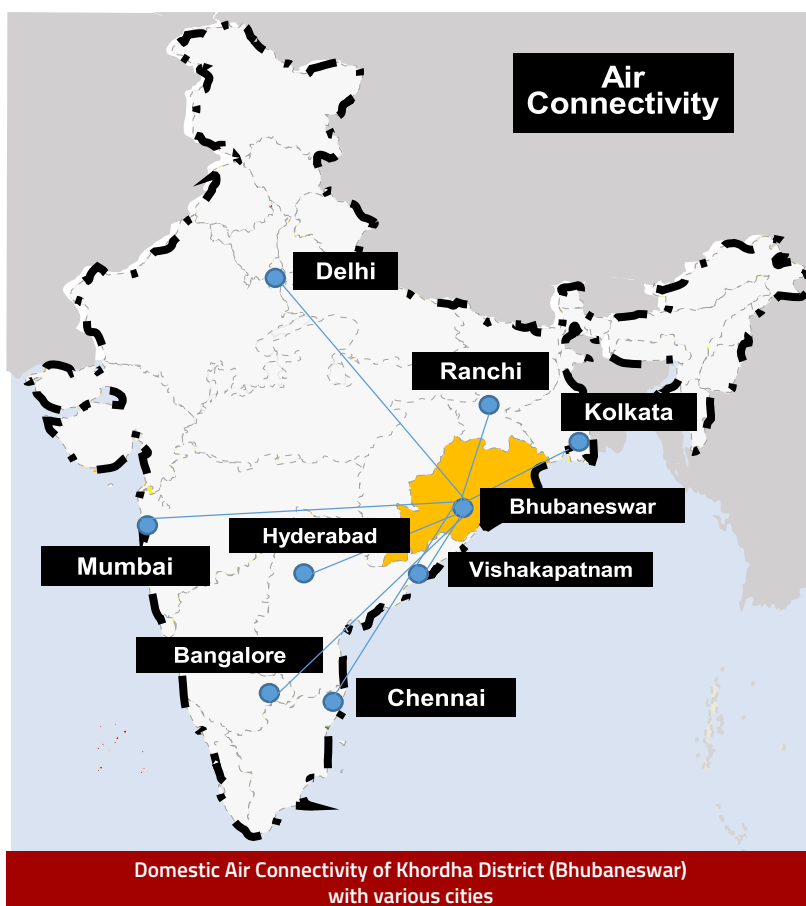 Air
Connectivity
Delhi
Ranchi
Kolkata
Bhubaneswar
Hyderabad
Mumbai
Vishakapatnam
Bangalore
Chennai
Domestic Air Connectivity of Khordha District (Bhubaneswar)
with various cities